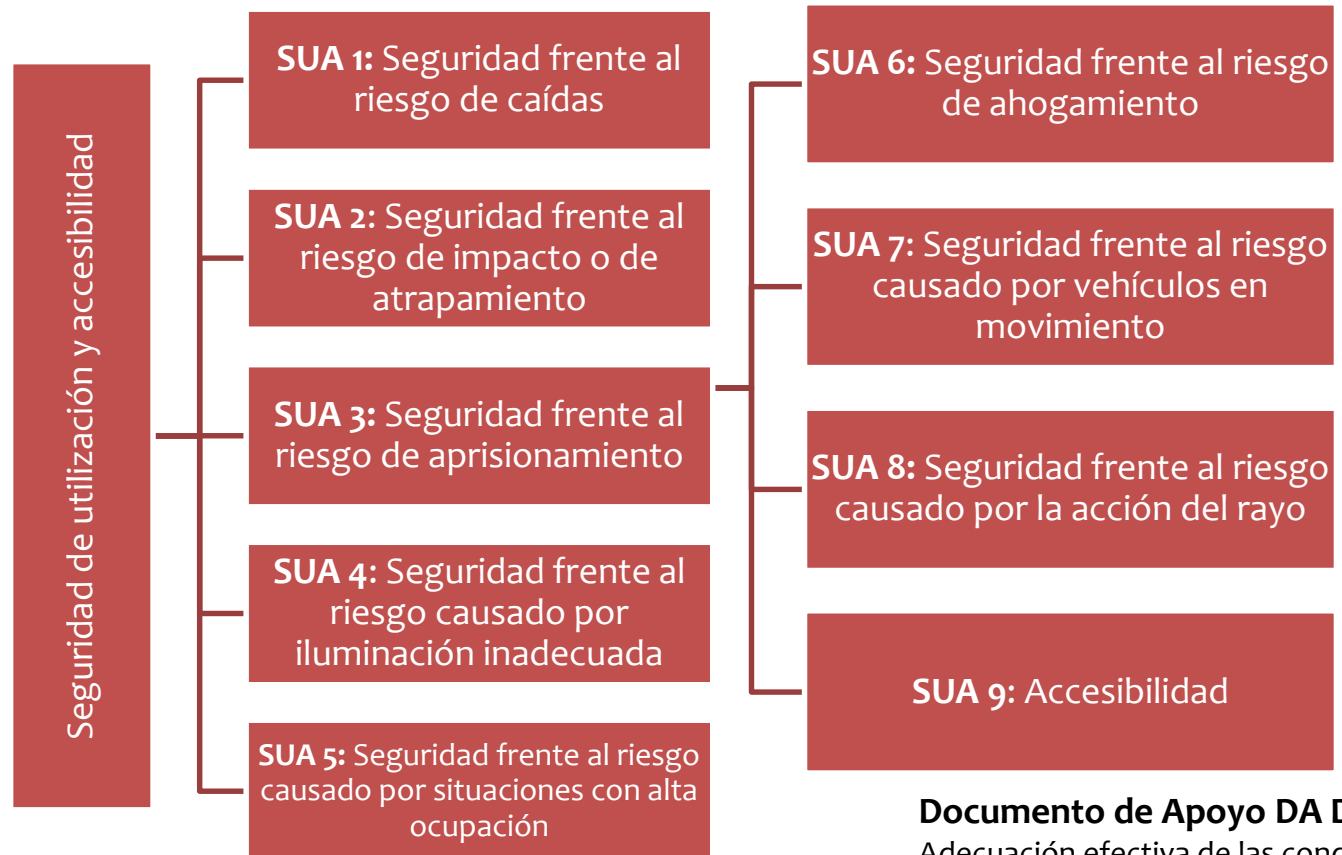 Seguridad de utilización y accesibilidad
SUA 1: Seguridad frente al
riesgo de caídas
SUA 2: Seguridad frente al
riesgo de impacto o de
atrapamiento
SUA 3: Seguridad frente al
riesgo de aprisionamiento
SUA 4: Seguridad frente al
riesgo causado por
iluminación inadecuada
SUA 5: Seguridad frente al riesgo
causado por situaciones con alta
ocupación
SUA 6: Seguridad frente al riesgo
de ahogamiento
SUA 7: Seguridad frente al riesgo
causado por vehículos en
movimiento
SUA 8: Seguridad frente al riesgo
causado por la acción del rayo
SUA 9: Accesibilidad
Documento de Apoyo DA
Adecuación efectiva de las